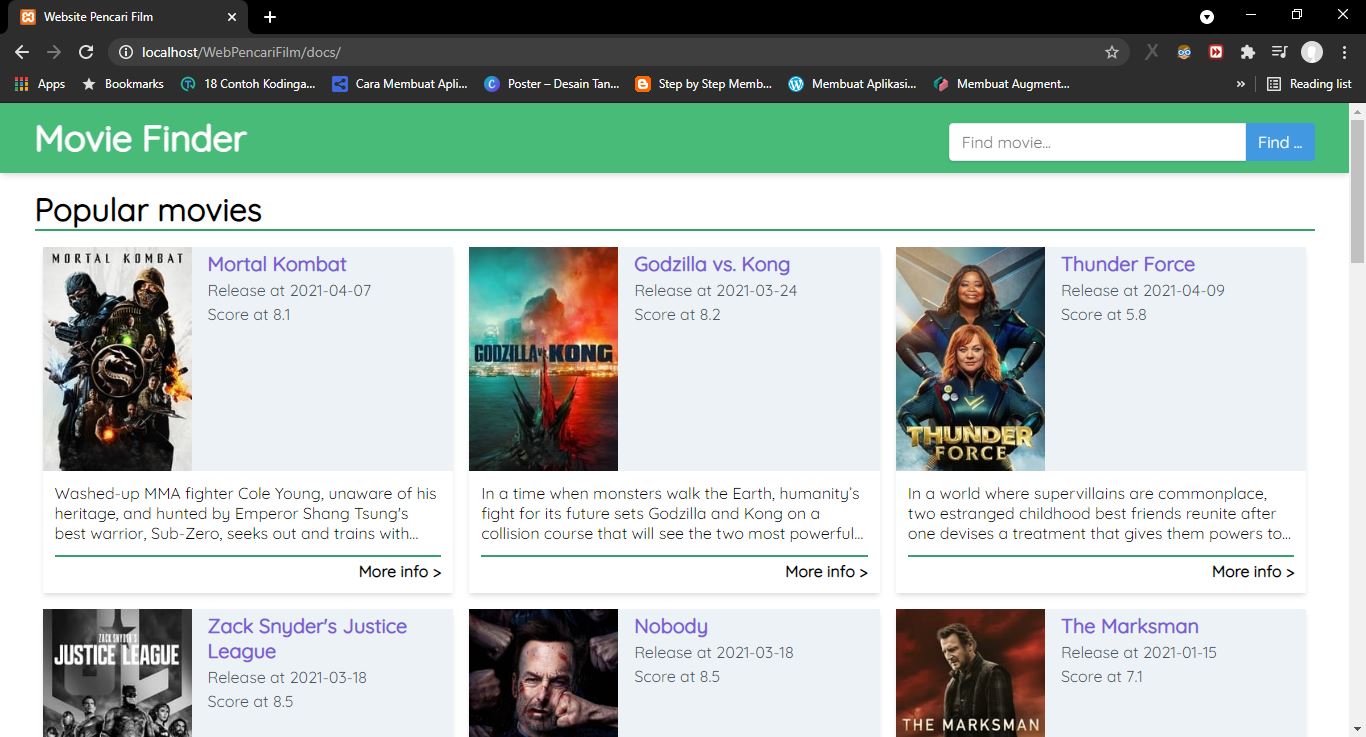 Website Pencari Film
localhost/WebPencariFilm/docs/
Apps
Bookmarks
18 Contoh Kodinga...
Cara Membuat Apli...
Poster – Desain Tan...
Step by Step Memb...
Membuat Aplikasi...
Membuat Augment...
»
Reading list
Movie Finder
Find movie...
Find ...
Popular movies
MORTAL KOMBAT
Mortal Kombat
Release at 2021-04-07
Score at 8.1
Washed-up MMA fighter Cole Young, unaware of his
heritage, and hunted by Emperor Shang Tsung's
best warrior, Sub-Zero, seeks out and trains with...
More info >
GODZILLA VS. KONG
Godzilla vs. Kong
Release at 2021-03-24
Score at 8.2
In a time when monsters walk the Earth, humanity’s
fight for its future sets Godzilla and Kong on a
collision course that will see the two most powerful...
More info >
THUNDER
FORCE
Thunder Force
Release at 2021-04-09
Score at 5.8
In a world where supervillains are commonplace,
two estranged childhood best friends reunite after
one devises a treatment that gives them powers to...
More info >
ZACK SNYDER'S
JUSTICE LEAGUE
Zack Snyder's Justice
League
Release at 2021-03-18
Score at 8.5
Nobody
Release at 2021-03-18
Score at 8.5
THE MARKSMAN
The Marksman
Release at 2021-01-15
Score at 7.1